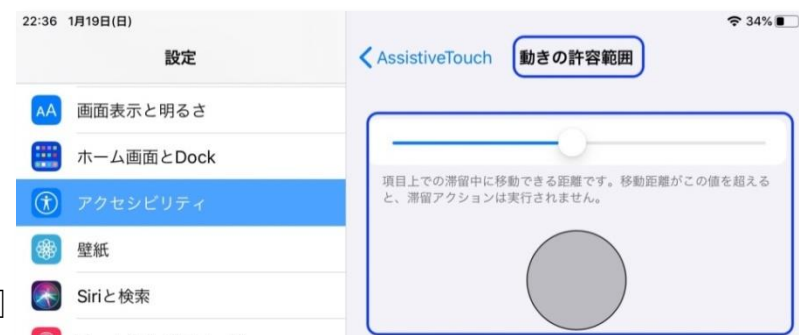 22:36 1月19日(日)
34%
設定
AssistiveTouch
動きの許容範囲
AA
画面表示と明るさ
ホーム画面とDock
アクセシビリティ
壁紙
Siriと検索
項目上での滞留中に移動できる距離です。移動距離がこの値を超える
と、滞留アクションは実行されません。